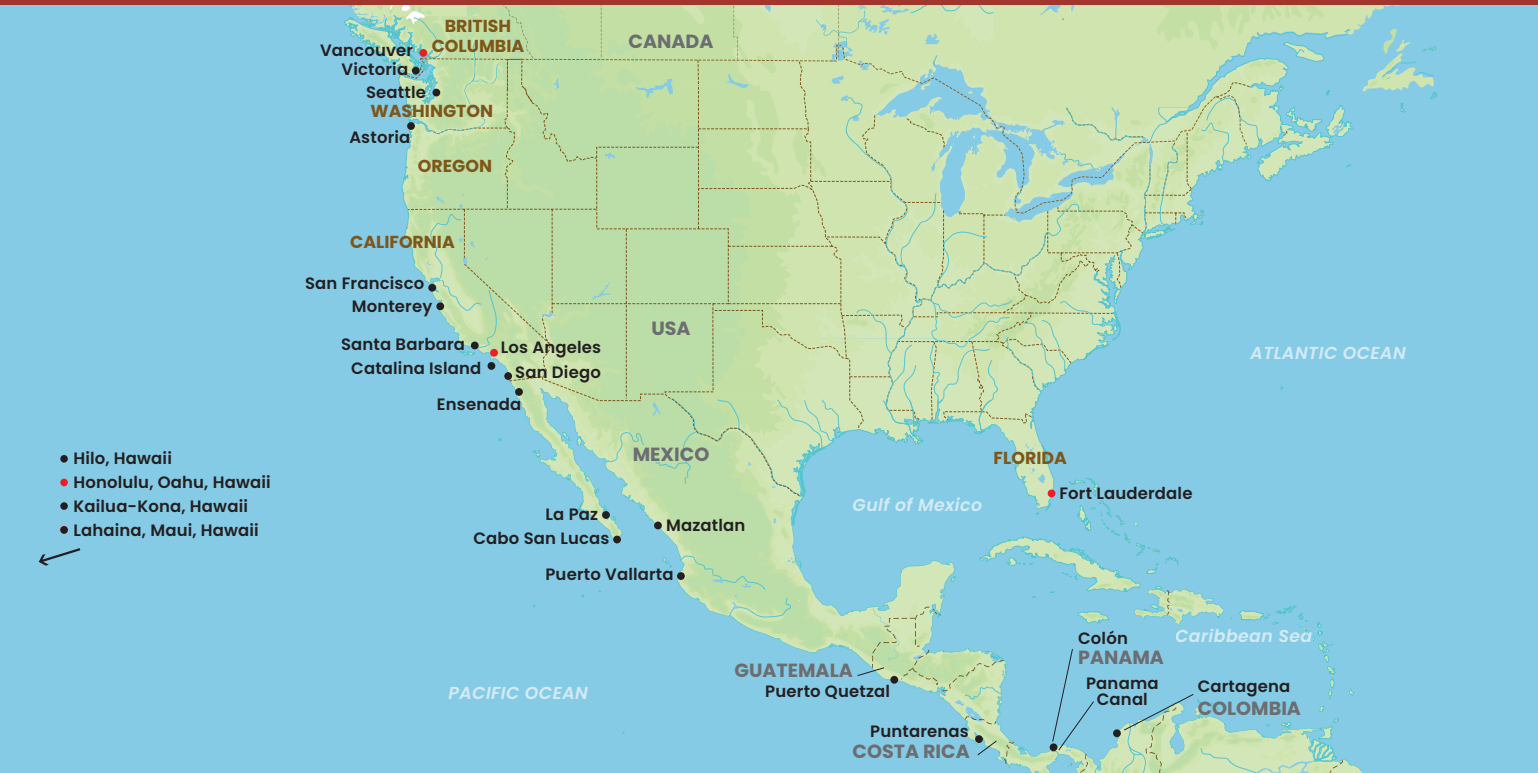 BRITISH
COLUMBIA
CANADA
Vancouver
Victoria
Seattle
WASHINGTON
Astoria
OREGON
CALIFORNIA
San Francisco
Monterey
USA
Santa Barbara
Los Angeles
ATLANTIC OCEAN
Catalina Island
San Diego
Ensenada
MEXICO
FLORIDA
Hilo, Hawaii
Honolulu, Oahu, Hawaii
Kailua-Kona, Hawaii
Lahaina, Maui, Hawaii
Fort Lauderdale
Gulf of Mexico
La Paz
Mazatlan
Cabo San Lucas
Puerto Vallarta
Caribbean Sea
Colón
PANAMA
GUATEMALA
Puerto Quetzal
Panama
Canal
Cartagena
COLOMBIA
PACIFIC OCEAN
Puntarenas
COSTA RICA